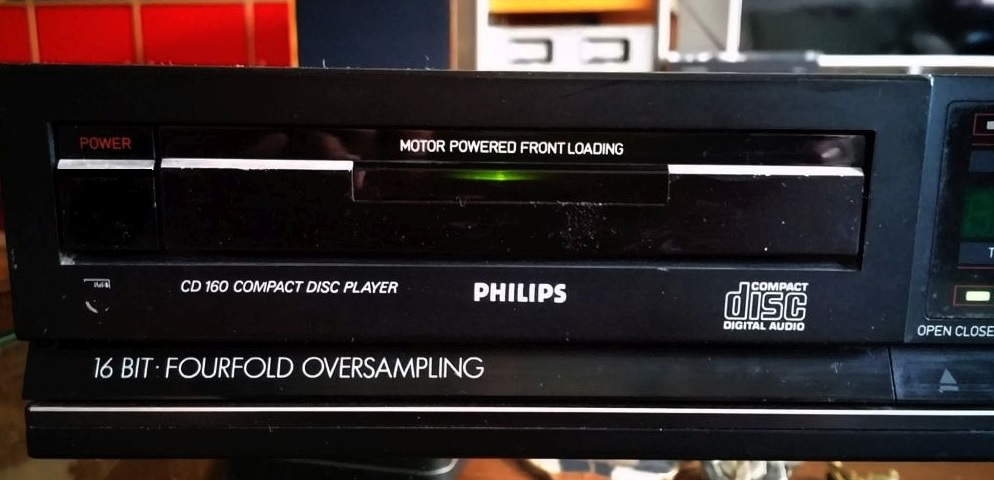 POWER
MOTOR POWERED FRONT LOADING
CD 160 COMPACT DISC PLAYER
PHILIPS
COMPACT
disc
DIGITAL AUDIO
OPEN CLOSE
16 BIT · FOURFOLD OVERSAMPLING